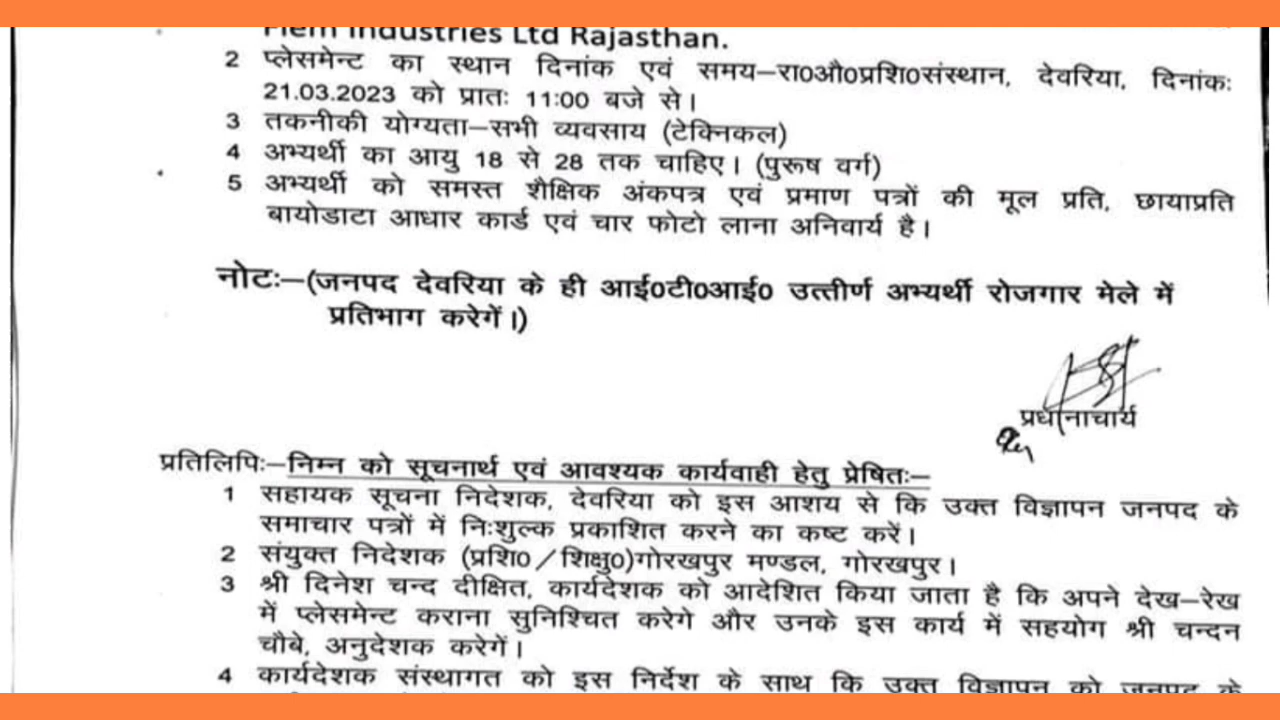 Industries Ltd Rajasthan.
2 प्लेसमेन्ट का स्थान दिनांक एवं समय–रा0औ0प्रशि0संस्थान, देवरिया, दिनांकः
21.03.2023 को प्रातः 11:00 बजे से।
3 तकनीकी योग्यता–सभी व्यवसाय (टेक्निकल)
4 अभ्यर्थी का आयु 18 से 28 तक चाहिए। (पुरूष वर्ग)
5 अभ्यर्थी को समस्त शैक्षिक अंकपत्र एवं प्रमाण पत्रों की मूल प्रति, छायाप्रति
बायोडाटा आधार कार्ड एवं चार फोटो लाना अनिवार्य है।
नोटः–(जनपद देवरिया के ही आई0टी0आई0 उत्तीर्ण अभ्यर्थी रोजगार मेले में
प्रतिभाग करेगें।)
प्रधानाचार्य
प्रतिलिपिः–निम्न को सूचनार्थ एवं आवश्यक कार्यवाही हेतु प्रेषितः–
1 सहायक सूचना निदेशक, देवरिया को इस आशय से कि उक्त विज्ञापन जनपद के
समाचार पत्रों में निःशुल्क प्रकाशित करने का कष्ट करें।
2 संयुक्त निदेशक (प्रशि0/शिक्षु0)गोरखपुर मण्डल, गोरखपुर।
3 श्री दिनेश चन्द दीक्षित, कार्यदेशक को आदेशित किया जाता है कि अपने देख–रेख
में प्लेसमेन्ट कराना सुनिश्चित करेगे और उनके इस कार्य में सहयोग श्री चन्दन
चौबे, अनुदेशक करेगें।
4 कार्यदेशक संस्थागत को इस निर्देश के साथ कि उक्त विज्ञापन को जनपद के